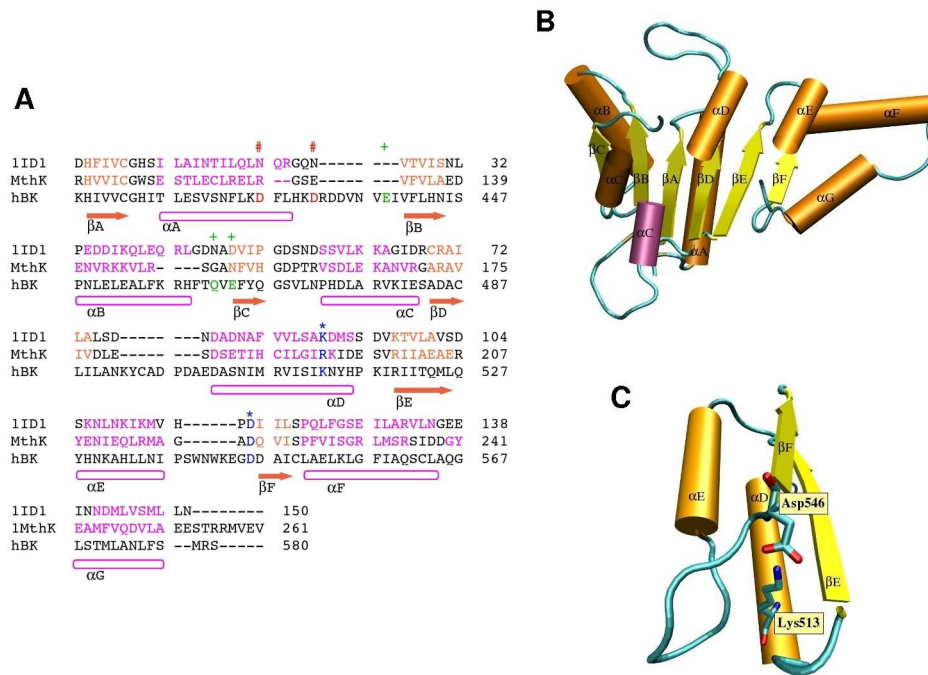 A
# # +
1ID1 DHFIVCGHSI LAINTILQLN QRGQN----- ----VTVISNL 32
MthK RHVVICGWSE STLECLRELR --GSE----- ----VFVLAED 139
hBK KHIVVCGHIT LESVSNFLKD FLHKDRDDVN VEIVFLHNIS 447
βA αA βB
+ +
1ID1 PEDDIKQLEQ RLGDNADVIP GDSNDSSVLK KAGIDRCRAI 72
MthK ENVRKKVLR- --SGANFVHG GDPTRVSDLE KANVRGARAV 175
hBK PNLELEALFK RHFTQVEFYQ GSVLNPHDLA RVKIESADAC 487
αB βC αC βD
*
1ID1 LALSD----- -----NDADNAF VVLSAKDMSS DVKTVLAVSD 104
MthK IVDLE----- -----SDSETIHC ILGIRKIDES VRIIAEAER 207
hBK LILANKYCAD PDAEDASNIM RVISIKNYHP KIRIITQMLQ 527
αD βE
*
1ID1 SKNLNKIKMV H-------PDI ILSPQLFGSE ILARVLNGEE 138
MthK YENIEQLRMA G-------ADQ VISPFVISGR LMSRSIDDGY 241
hBK YHNKAHLLNI PSWNWKEGDD AICLAELKLG FIAQSCLAQG 567
αE βF αF
1ID1 INNDMLVSML LN------- 150
1MthK EAMFVQDVLA EESTRRMVEV 261
hBK LSTMLANLFS --MRS---- 580
αG
B
αB
βC
αC
βB
βA
αD
βD
βE
αE
αF
βF
αG
αC
αA
C
αE
αD
βF
Asp546
βE
Lys513